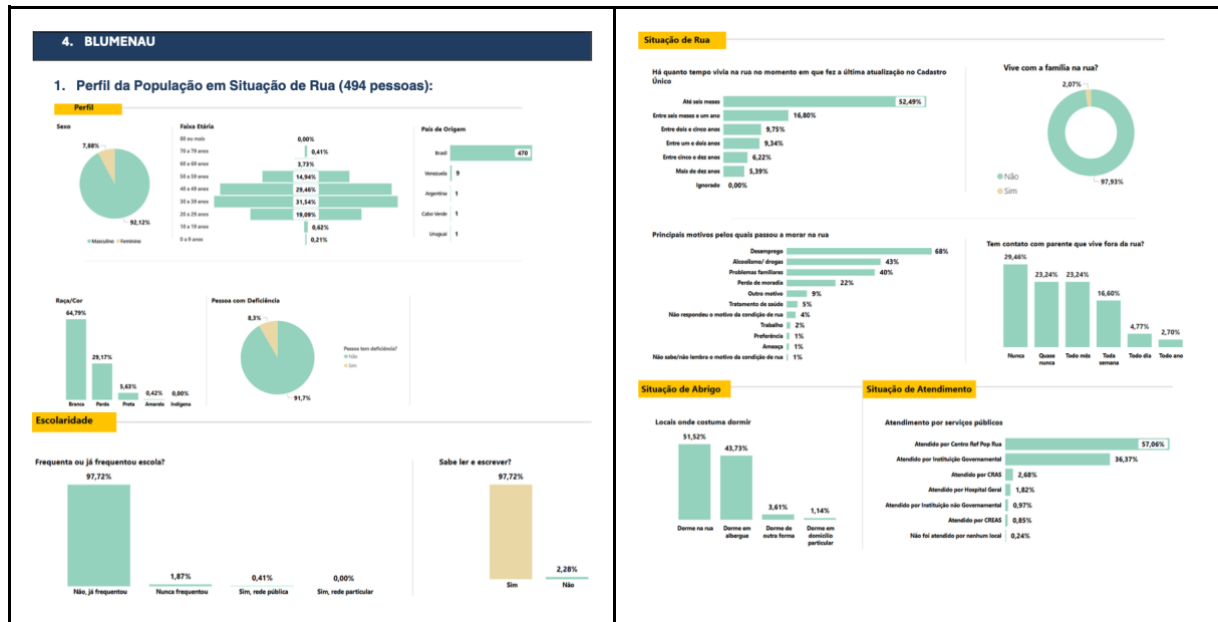 4. BLUMENAU
1. Perfil da População em Situação de Rua (494 pessoas):
Perfil
Sexo
7,88%
92,12%
Masculino Feminino
Faixa Etária
80 ou mais 0,00%
70 a 79 anos 0,41%
60 a 69 anos 3,73%
50 a 59 anos 14,94%
40 a 49 anos 29,46%
30 a 39 anos 31,54%
20 a 29 anos 19,09%
10 a 19 anos 0,62%
0 a 9 anos 0,21%
País de Origem
Brasil 470
Venezuela 9
Argentina 1
Cabo Verde 1
Uruguai 1
Raça/Cor
64,79%
29,17%
5,63%
0,42%
0,00%
Branca Parda Preta Amarela Indígena
Pessoa com Deficiência
8,3%
91,7%
Pessoa tem deficiência?
Não
Sim
Escolaridade
Frequenta ou já frequentou escola?
97,72%
1,87%
0,41%
0,00%
Não, já frequentou Nunca frequentou Sim, rede pública Sim, rede particular
Sabe ler e escrever?
97,72%
2,28%
Sim Não
Situação de Rua
Há quanto tempo vivia na rua no momento em que fez a última atualização no Cadastro
Único
Até seis meses 52,49%
Entre seis meses e um ano 16,80%
Entre dois e cinco anos 9,75%
Entre um e dois anos 9,34%
Entre cinco e dez anos 6,22%
Mais de dez anos 5,39%
Ignorado 0,00%
Vive com a família na rua?
2,07%
97,93%
Não
Sim
Principais motivos pelos quais passou a morar na rua
Desemprego 68%
Alcoolismo/ drogas 43%
Problemas familiares 40%
Perda de moradia 22%
Outro motivo 9%
Tratamento de saúde 5%
Não respondeu o motivo da condição de rua 4%
Trabalho 2%
Preferência 1%
Ameaça 1%
Não sabe/não lembra o motivo da condição de rua 1%
Tem contato com parente que vive fora da rua?
29,46%
23,24% 23,24%
16,60%
4,77%
2,70%
Nunca Quase nunca Todo mês Toda semana Todo dia Todo ano
Situação de Abrigo
Locais onde costuma dormir
51,52%
43,73%
3,61%
1,14%
Dorme na rua Dorme em albergue Dorme de outra forma Dorme em domicílio particular
Situação de Atendimento
Atendimento por serviços públicos
Atendido por Centro Ref Pop Rua 57,06%
Atendido por Instituição Governamental 36,37%
Atendido por CRAS 2,68%
Atendido por Hospital Geral 1,82%
Atendido por Instituição não Governamental 0,97%
Atendido por CREAS 0,85%
Não foi atendido por nenhum local 0,24%